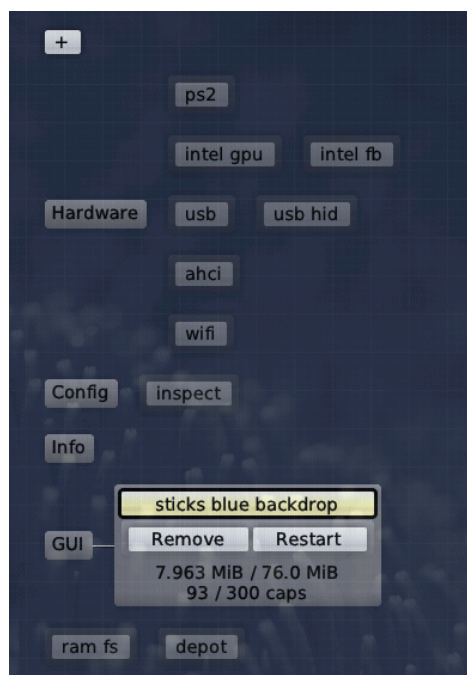 +
ps2
intel gpu intel fb
Hardware usb usb hid
ahci
wifi
Config inspect
Info
sticks blue backdrop
GUI Remove Restart
7.963 MiB / 76.0 MiB
93 / 300 caps
ram fs depot